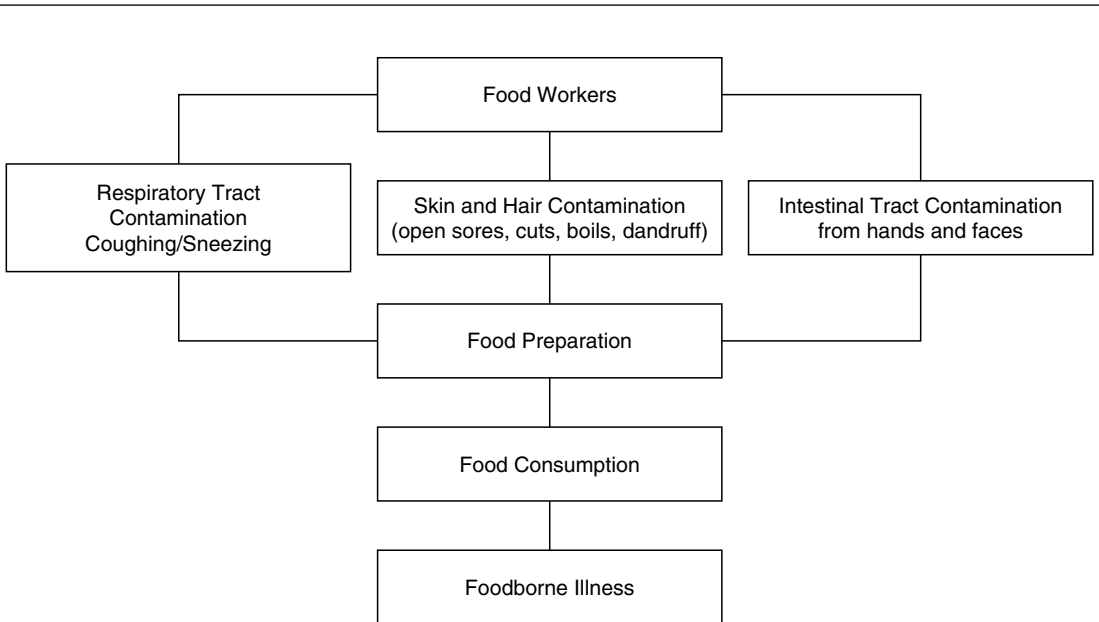 Food Workers
Respiratory Tract
Contamination
Coughing/Sneezing
Skin and Hair Contamination
(open sores, cuts, boils, dandruff)
Intestinal Tract Contamination
from hands and faces
Food Preparation
Food Consumption
Foodborne Illness